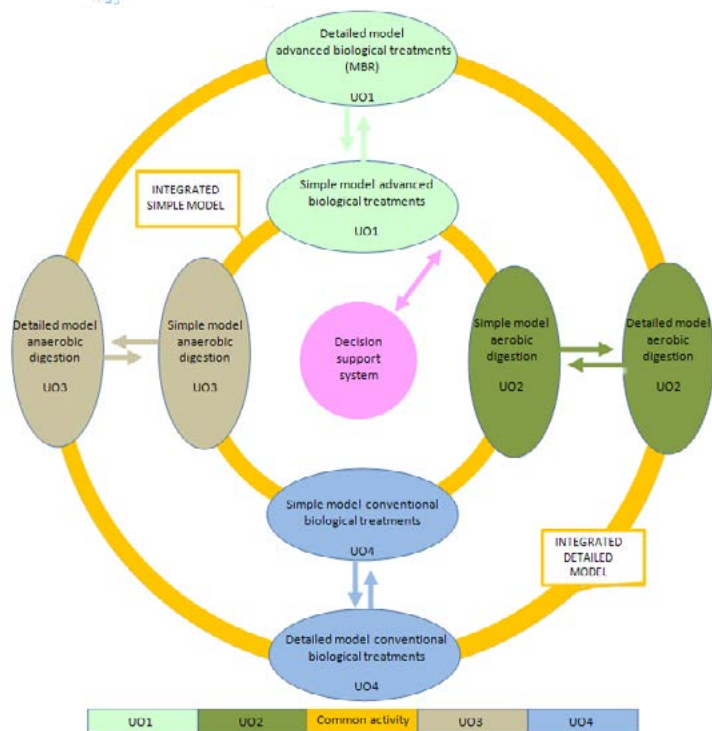 Detailed model
advanced biological treatments
(MBR)
UO1
Simple model advanced
biological treatments
UO1
INTEGRATED
SIMPLE MODEL
Detailed model
anaerobic
digestion
UO3
Simple model
anaerobic
digestion
UO3
Decision
support
system
Simple model
aerobic
digestion
UO2
Detailed model
aerobic
digestion
UO2
Simple model conventional
biological treatments
UO4
INTEGRATED
DETAILED
MODEL
Detailed model conventional
biological treatments
UO4
UO1 UO2 Common activity UO3 UO4